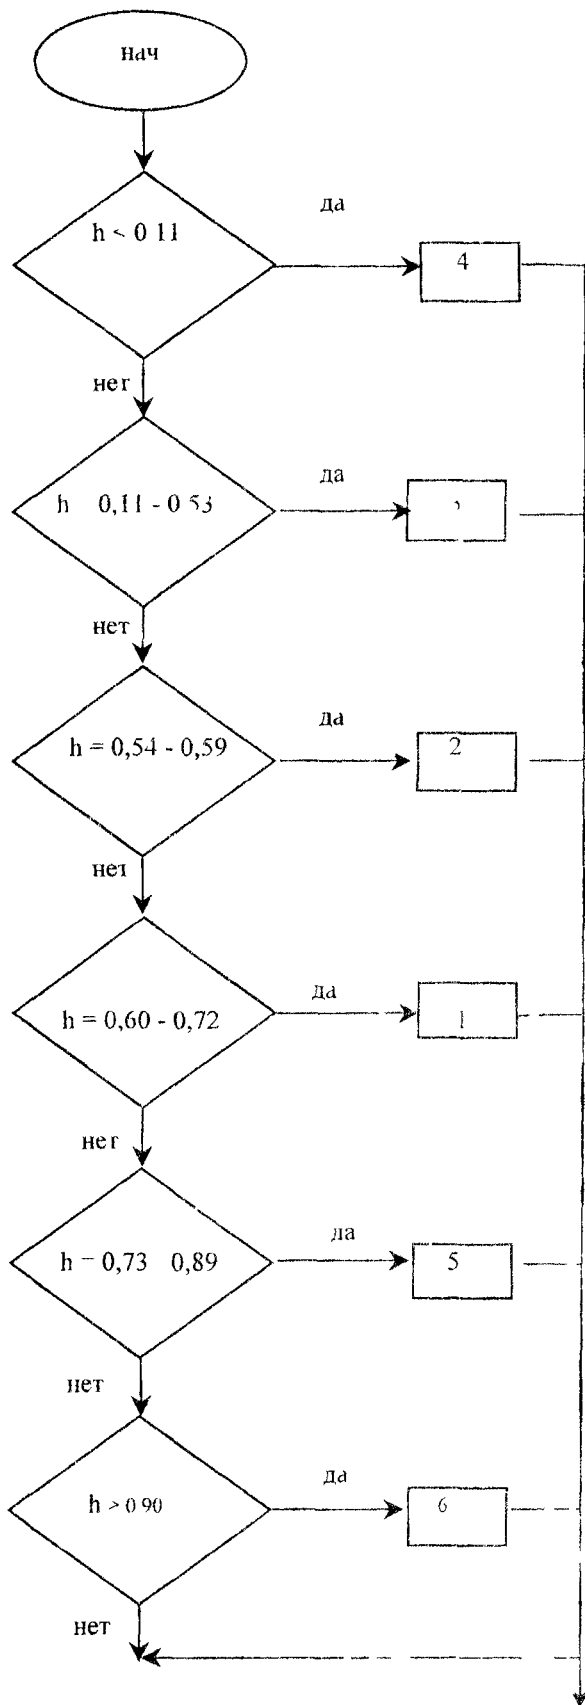 нач
h < 0 11
да
4
нет
h 0,11 - 0 53
да
нет
h = 0,54 - 0,59
да
2
нет
h = 0,60 - 0,72
да
1
нет
h = 0,73 0,89
да
5
нет
h > 0 90
да
6
нет